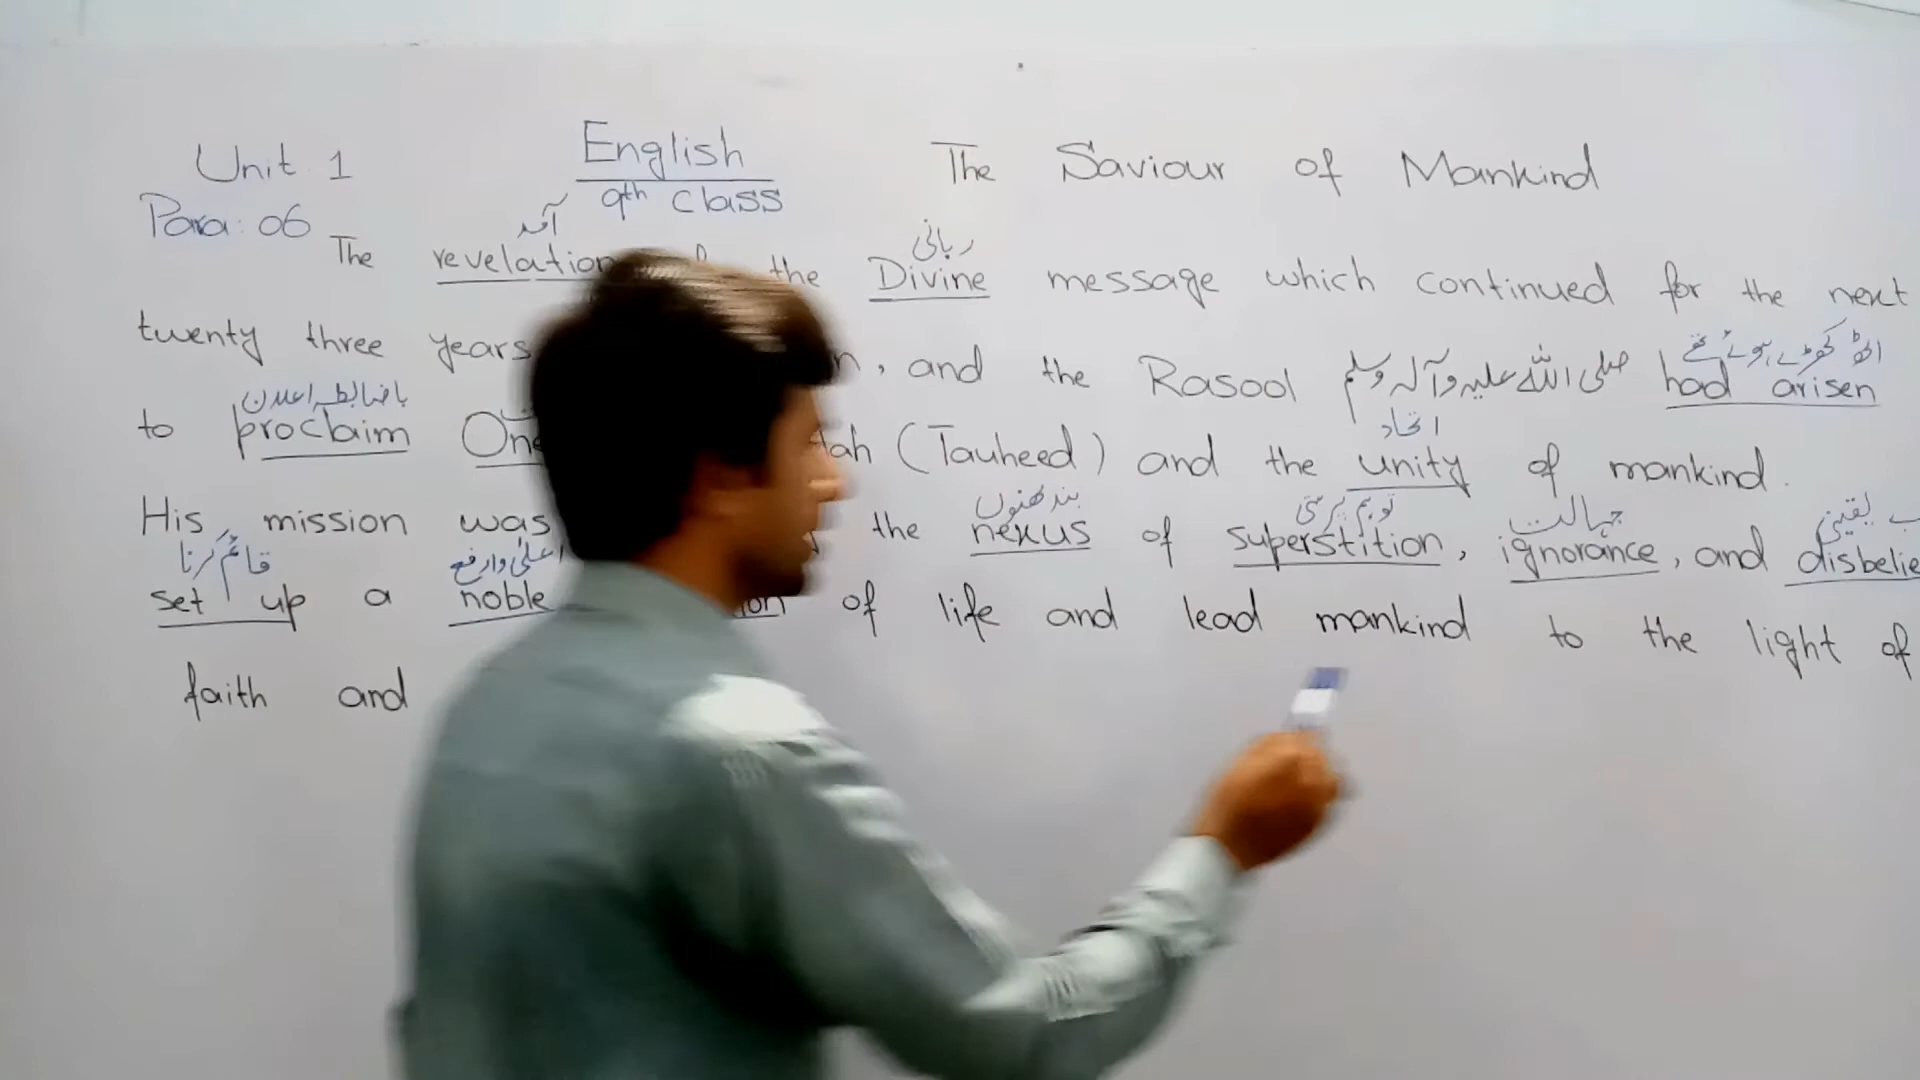 Unit 1 English The Saviour of Mankind
Para: 06 9th class
آمد ربانی
The revelation the Divine message which continued for the next
اٹھ کھڑے ہوئے تھے
twenty three years , and the Rasool صلی اللہ علیہ وآلہ وسلم had arisen
باضابطہ اعلان اتحاد
to proclaim (Tauheed) and the unity of mankind.
بندھنوں توہم پرستی جہالت یقینی
His mission was the nexus of superstition, ignorance, and
قائم کرنا اعلیٰ وارفع
set up a noble of life and lead mankind to the light of
faith and